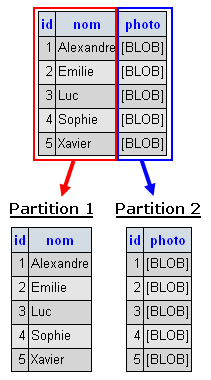 id nom photo
1 Alexandre [BLOB]
2 Emilie [BLOB]
3 Luc [BLOB]
4 Sophie [BLOB]
5 Xavier [BLOB]
Partition 1
id nom
1 Alexandre
2 Emilie
3 Luc
4 Sophie
5 Xavier
Partition 2
id photo
1 [BLOB]
2 [BLOB]
3 [BLOB]
4 [BLOB]
5 [BLOB]